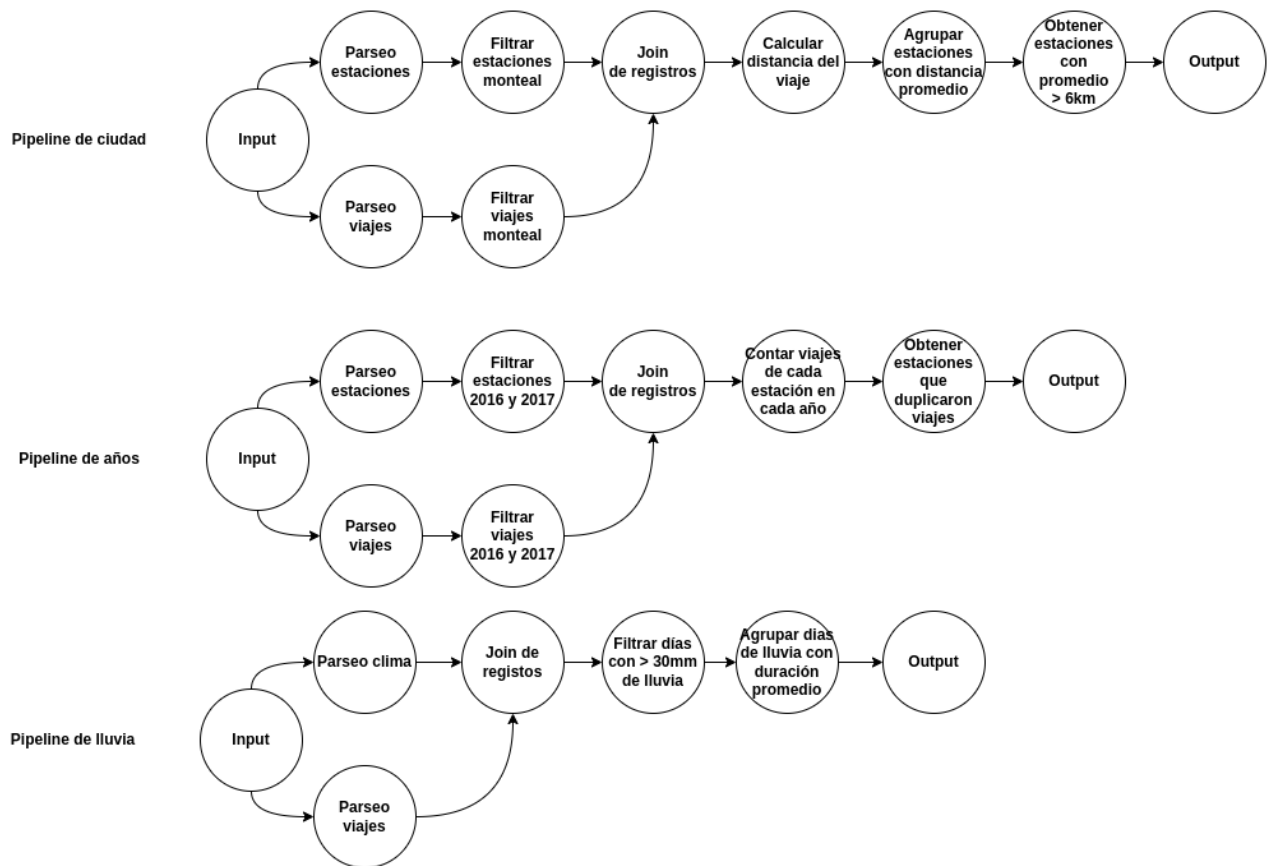 Parseo
estaciones
Filtrar
estaciones
monteal
Join
de registros
Calcular
distancia del
viaje
Agrupar
estaciones
con distancia
promedio
Obtener
estaciones
con
promedio
> 6km
Output
Pipeline de ciudad
Input
Parseo
viajes
Filtrar
viajes
monteal
Parseo
estaciones
Filtrar
estaciones
2016 y 2017
Join
de registros
Contar viajes
de cada
estación en
cada año
Obtener
estaciones
que
duplicaron
viajes
Output
Pipeline de años
Input
Parseo
viajes
Filtrar
viajes
2016 y 2017
Parseo clima
Join de
registos
Filtrar días
con > 30mm
de lluvia
Agrupar dias
de lluvia con
duración
promedio
Output
Pipeline de lluvia
Input
Parseo
viajes